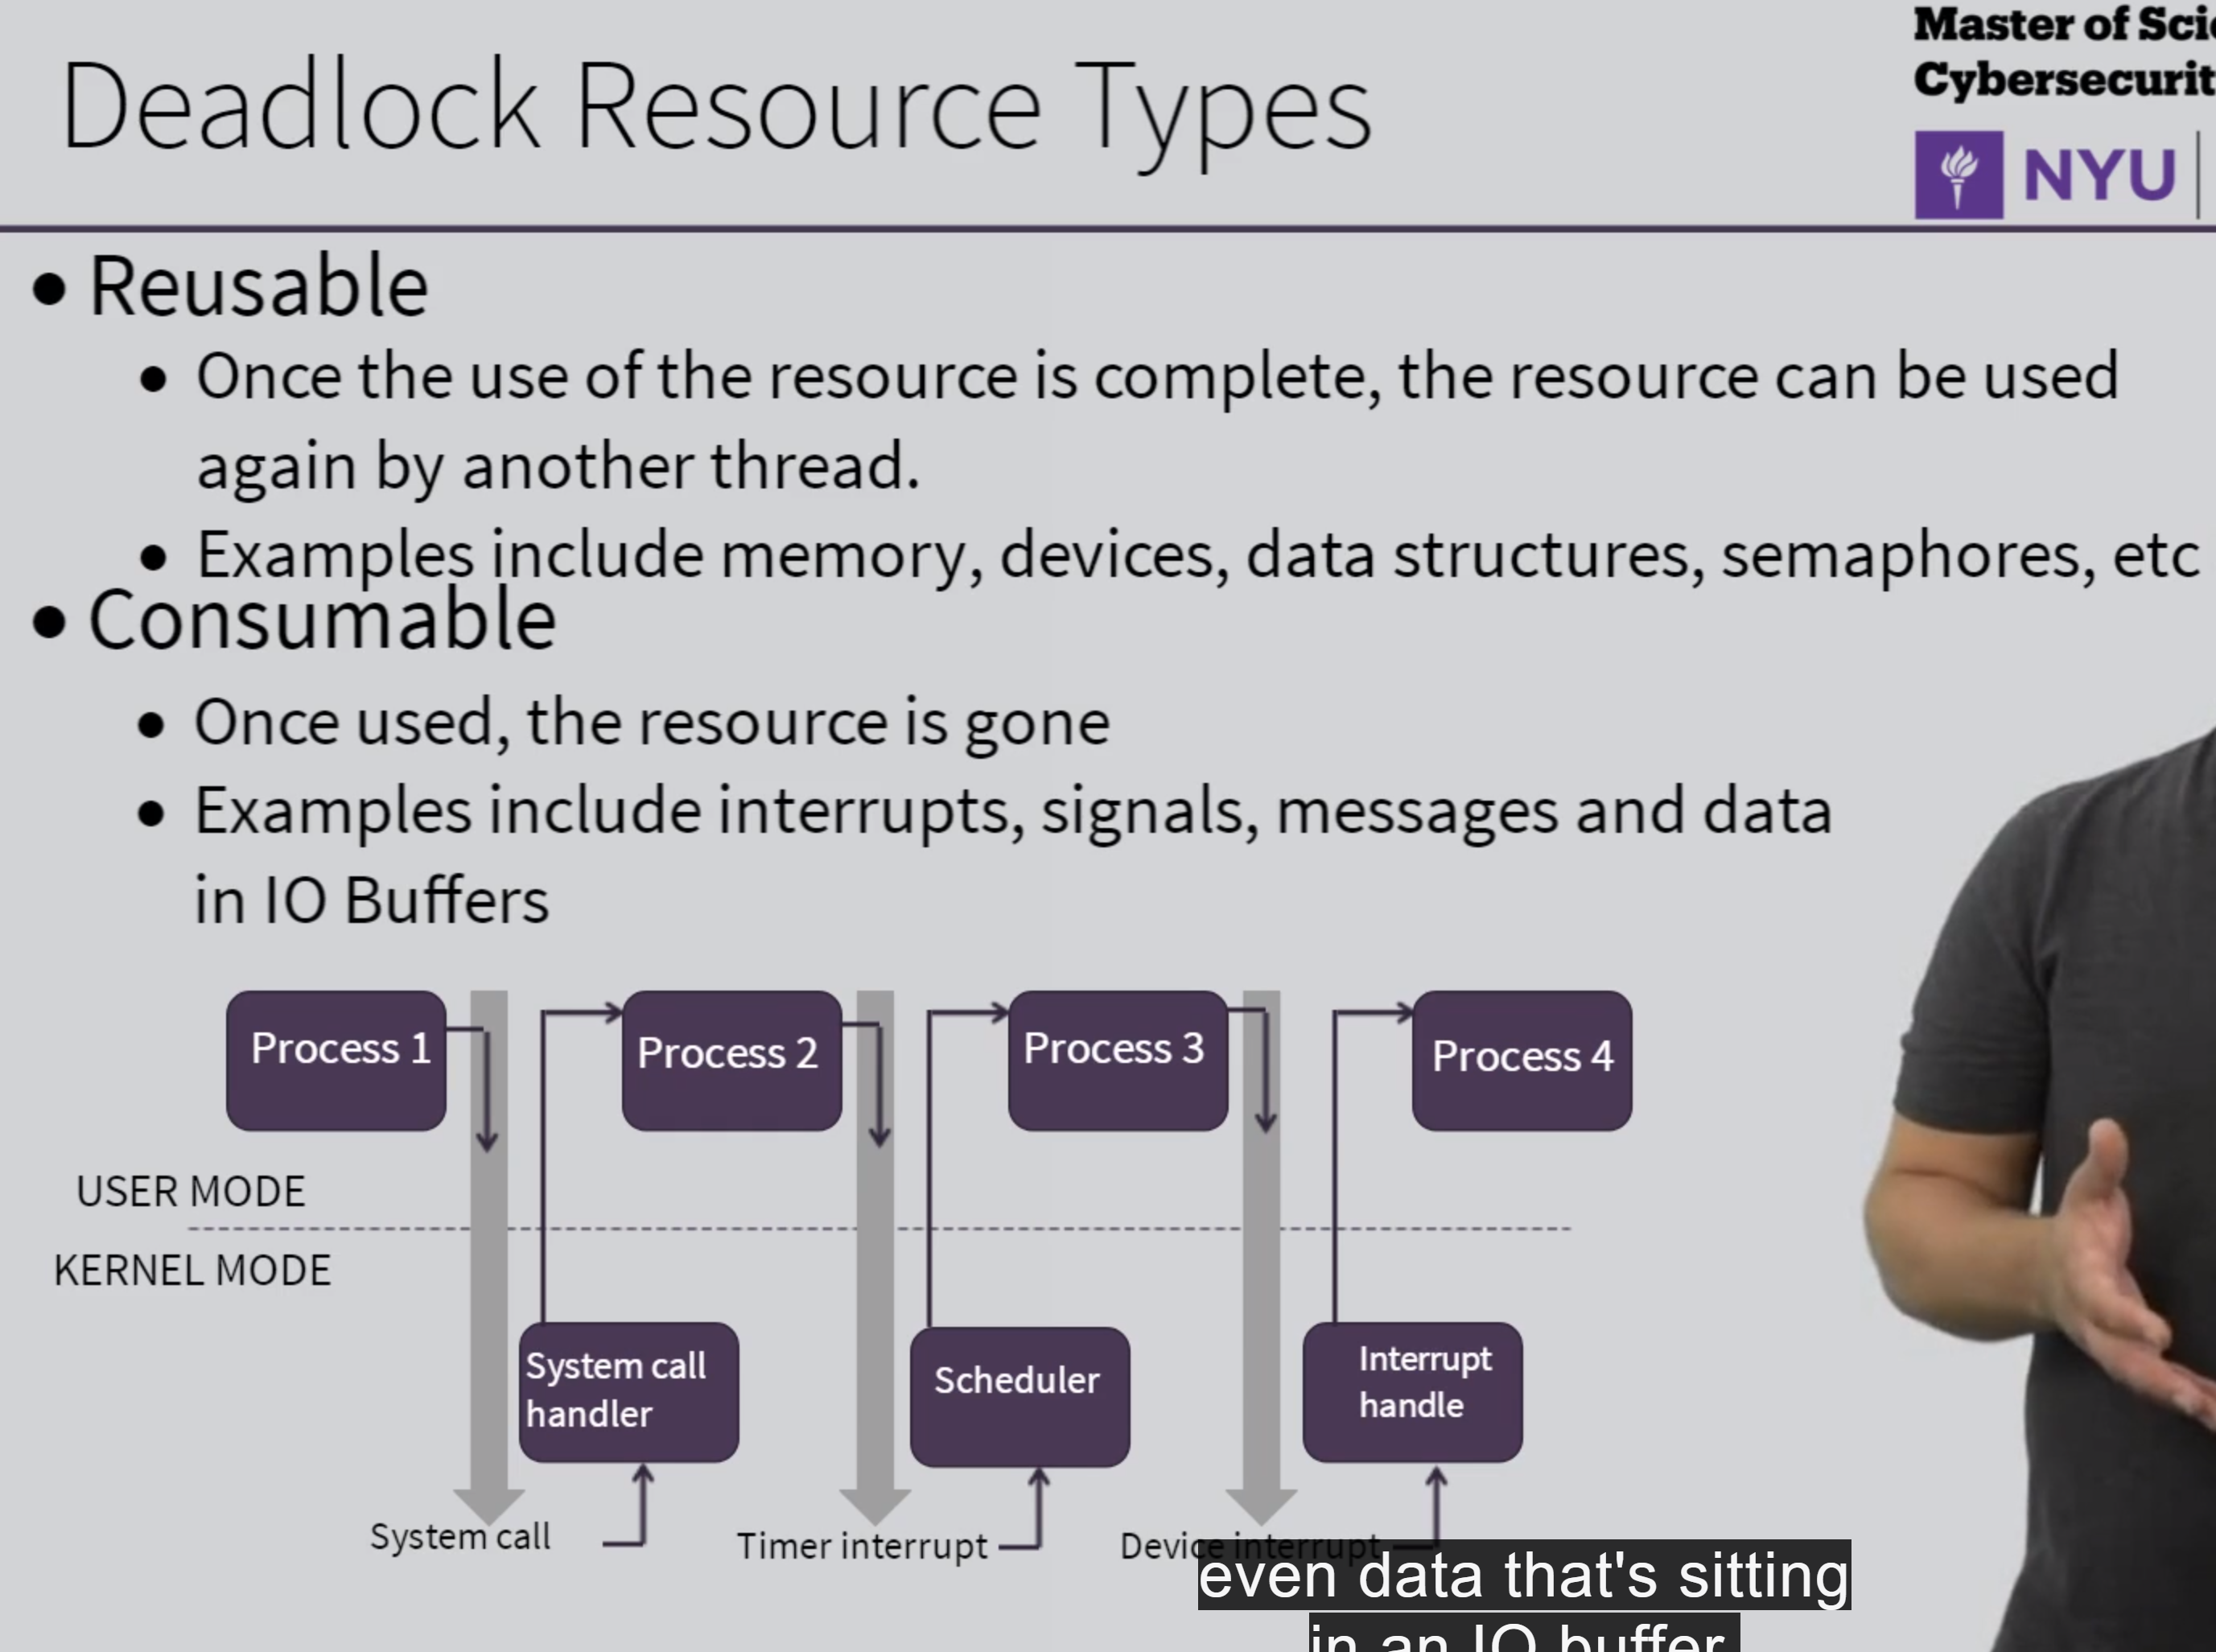 Master of Sci
Cybersecurit
Deadlock Resource Types
NYU
• Reusable
• Once the use of the resource is complete, the resource can be used
again by another thread.
• Examples include memory, devices, data structures, semaphores, etc
• Consumable
• Once used, the resource is gone
• Examples include interrupts, signals, messages and data
in IO Buffers
Process 1
Process 2
Process 3
Process 4
USER MODE
KERNEL MODE
System call
handler
Scheduler
Interrupt
handle
System call
Timer interrupt
Device interrupt
even data that's sitting
in an IO buffer